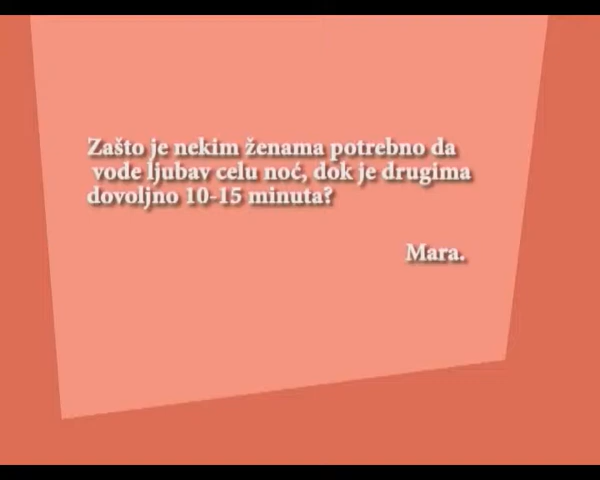 Zašto je nekim ženama potrebno da
vode ljubav celu noć, dok je drugima
dovoljno 10-15 minuta?
Mara.